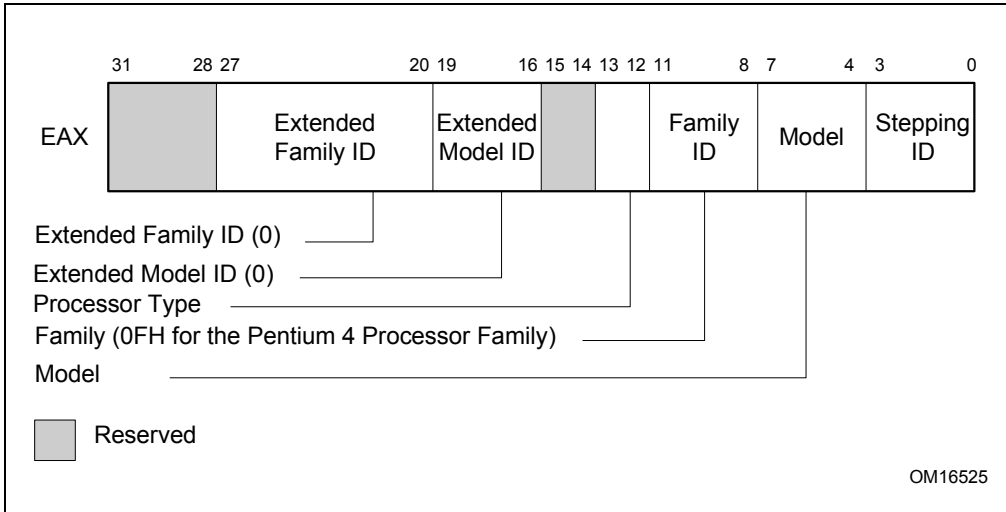 31 28 27 20 19 16 15 14 13 12 11 8 7 4 3 0
EAX
Extended
Family ID
Extended
Model ID
Family
ID
Model
Stepping
ID
Extended Family ID (0)
Extended Model ID (0)
Processor Type
Family (0FH for the Pentium 4 Processor Family)
Model
Reserved
OM16525